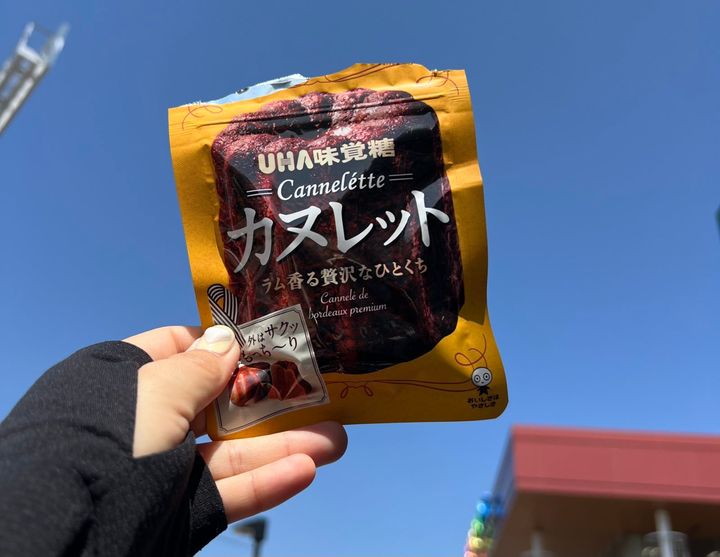 UHA味覚糖
Cannelétte
カヌレット
ラム香る贅沢なひとくち
Cannelé de
bordeaux premium
外はサクッ
もっち〜り
おいしさは
やさしさ